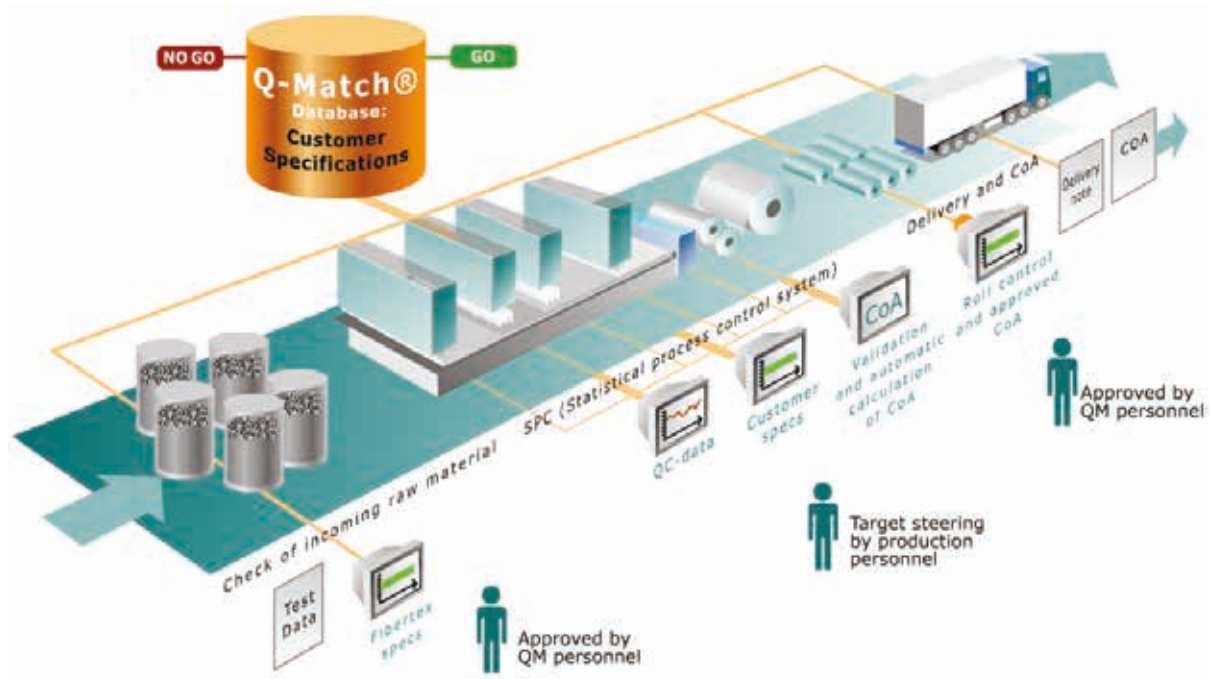 NO GO
GO
Q-Match®
Database:
Customer
Specifications
Delivery and CoA
Delivery
note
COA
Roll control
and approved
CoA
CoA
Validation
and automatic
calculation
of CoA
SPC (Statistical process control system)
Customer
specs
QC-data
Approved by
QM personnel
Check of incoming raw material
Target steering
by production
personnel
Test
Data
Fibertex
specs
Approved by
QM personnel